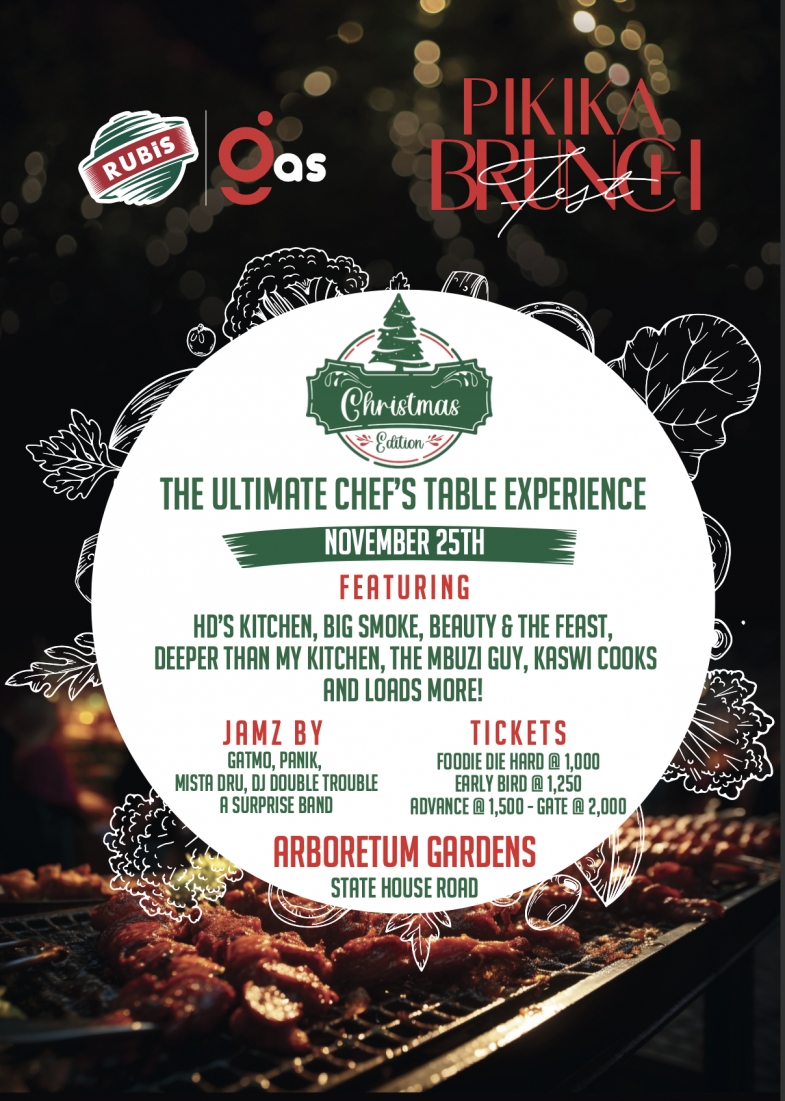 RUBiS
gas
PIKIKA
BRUNCH
Fest
Christmas
Edition
THE ULTIMATE CHEF'S TABLE EXPERIENCE
NOVEMBER 25TH
FEATURING
HD'S KITCHEN, BIG SMOKE, BEAUTY & THE FEAST,
DEEPER THAN MY KITCHEN, THE MBUZI GUY, KASWI COOKS
AND LOADS MORE!
JAMZ BY
GATMO, PANIK,
MISTA DRU, DJ DOUBLE TROUBLE
A SURPRISE BAND
TICKETS
FOODIE DIE HARD @ 1,000
EARLY BIRD @ 1,250
ADVANCE @ 1,500 - GATE @ 2,000
ARBORETUM GARDENS
STATE HOUSE ROAD